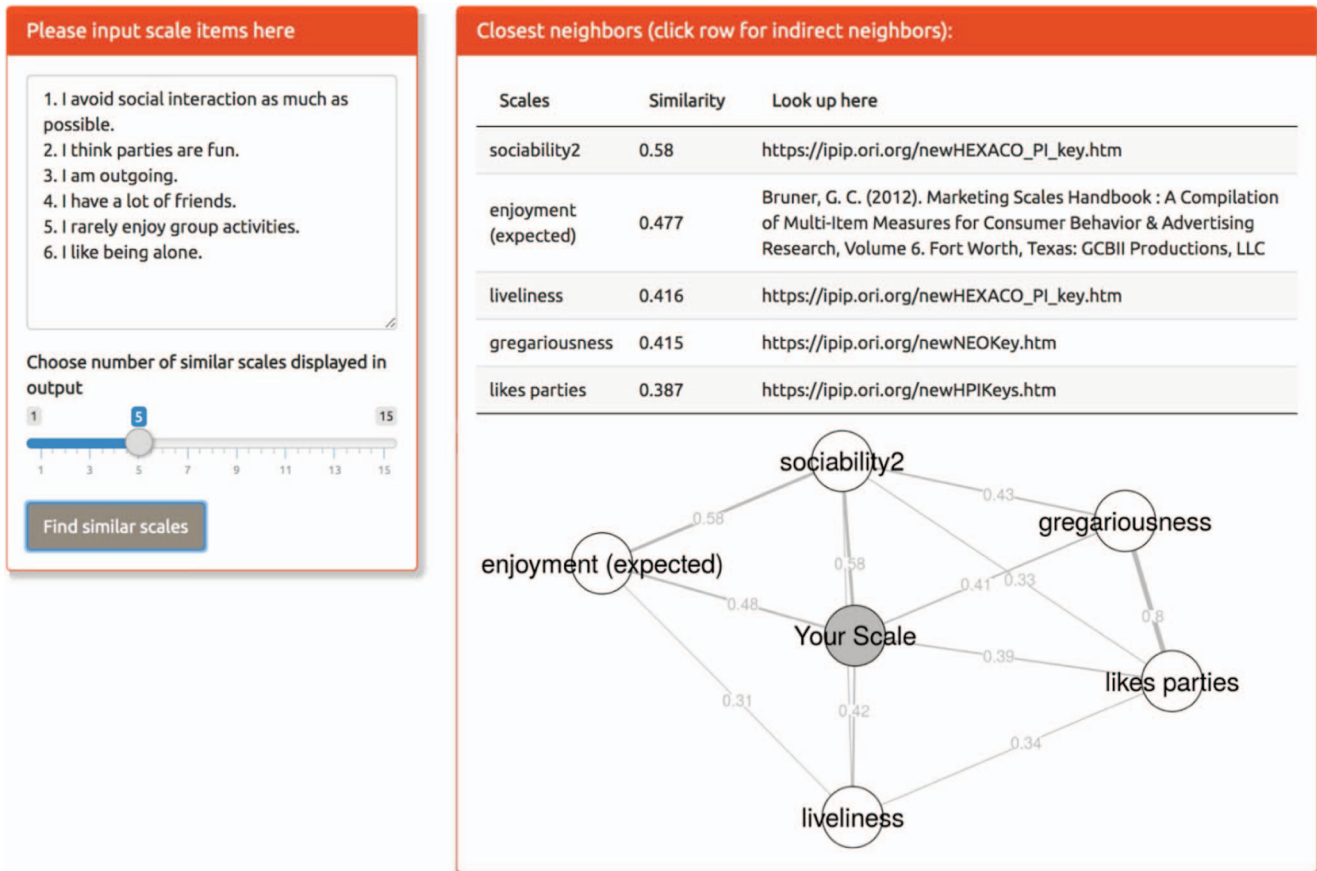 Please input scale items here
1. I avoid social interaction as much as
possible.
2. I think parties are fun.
3. I am outgoing.
4. I have a lot of friends.
5. I rarely enjoy group activities.
6. I like being alone.
Choose number of similar scales displayed in
output
1 5 15
1 3 5 7 9 11 13 15
Find similar scales
Closest neighbors (click row for indirect neighbors):
Scales Similarity Look up here
sociability2 0.58 https://ipip.ori.org/newHEXACO_PI_key.htm
enjoyment
(expected)
0.477
Bruner, G. C. (2012). Marketing Scales Handbook : A Compilation
of Multi-Item Measures for Consumer Behavior & Advertising
Research, Volume 6. Fort Worth, Texas: GCBII Productions, LLC
liveliness 0.416 https://ipip.ori.org/newHEXACO_PI_key.htm
gregariousness 0.415 https://ipip.ori.org/newNEOKey.htm
likes parties 0.387 https://ipip.ori.org/newHPIKeys.htm
sociability2
0.43
0.58
gregariousness
enjoyment (expected)
0.58
0.41
0.33
0.48
0.8
Your Scale
0.39
likes parties
0.31
0.42
0.34
liveliness